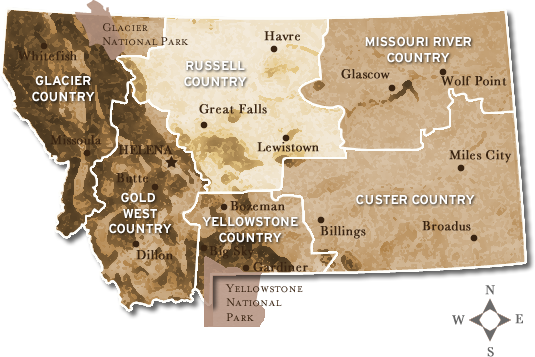 GLACIER
NATIONAL PARK
Whitefish
GLACIER
COUNTRY
Missoula
Havre
RUSSELL
COUNTRY
Great Falls
Lewistown
MISSOURI RIVER
COUNTRY
Glascow
Wolf Point
HELENA
Butte
GOLD
WEST
COUNTRY
Dillon
Bozeman
YELLOWSTONE
COUNTRY
Big Sky
Gardiner
YELLOWSTONE
NATIONAL
PARK
Miles City
CUSTER COUNTRY
Billings
Broadus
N
W E
S